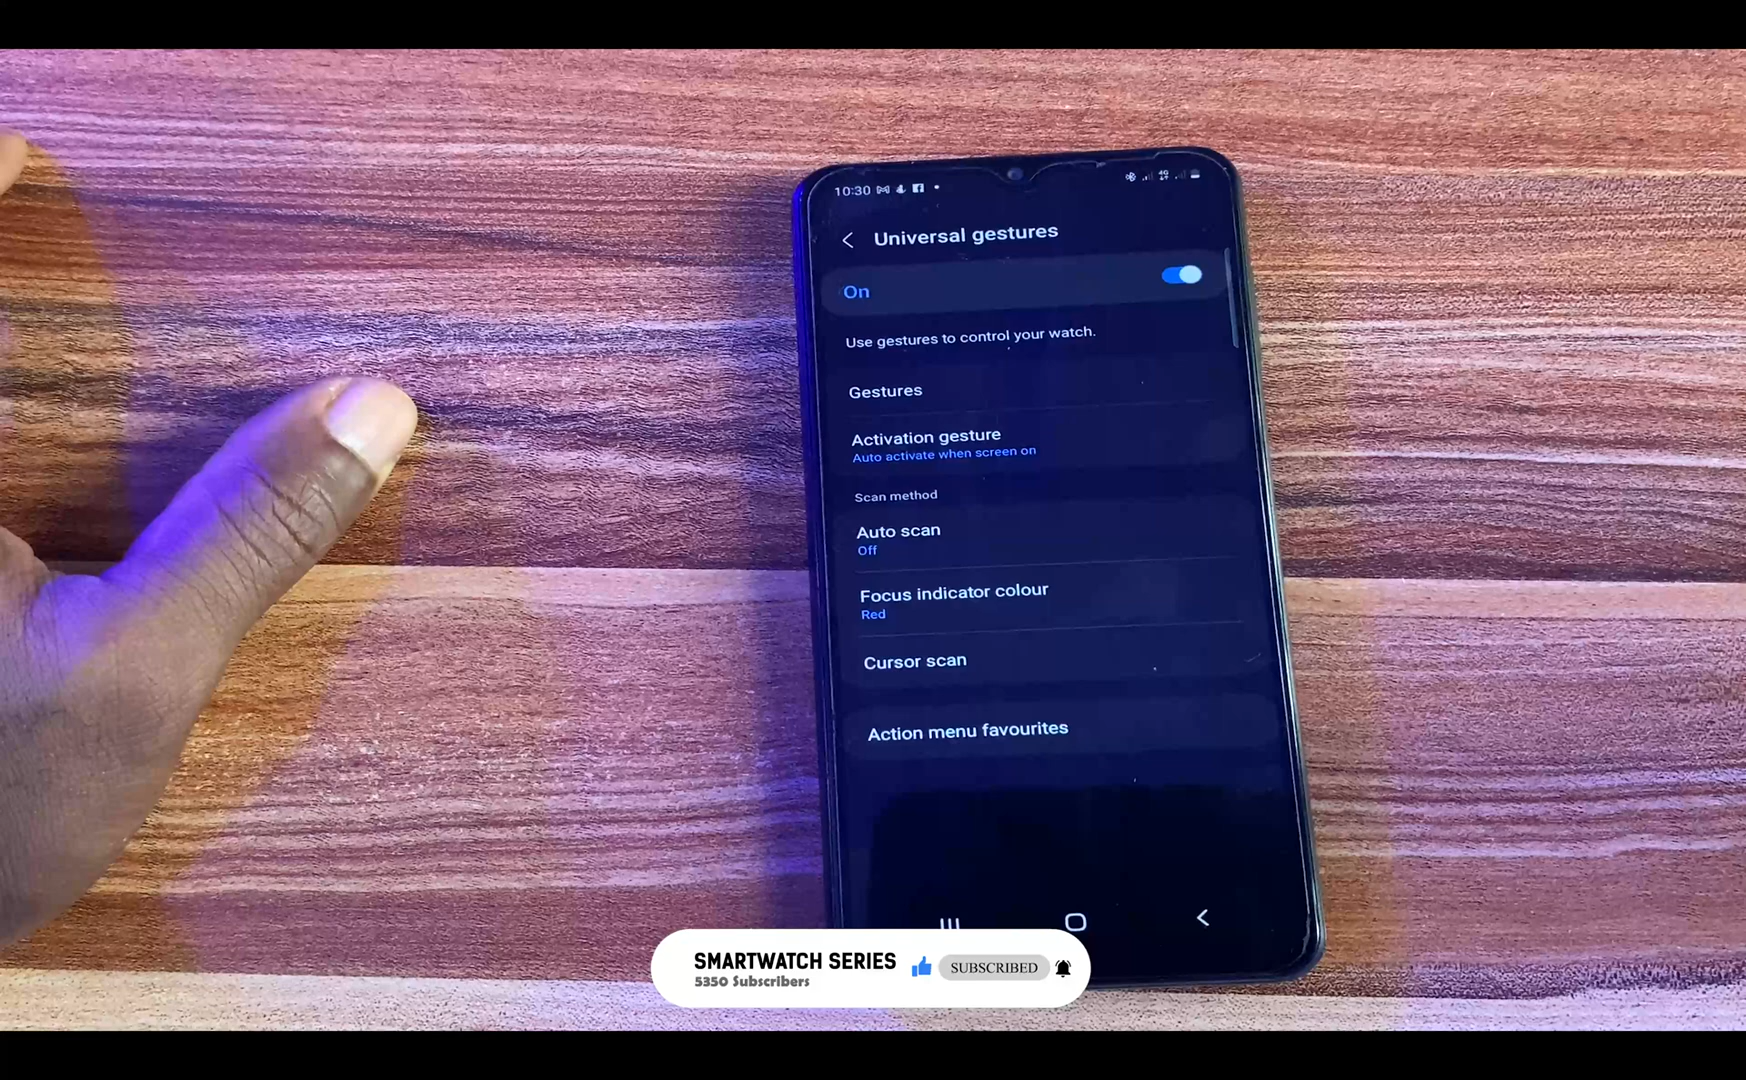 10:30
4G
Universal gestures
On
Use gestures to control your watch.
Gestures
Activation gesture
Auto activate when screen on
Scan method
Auto scan
Off
Focus indicator colour
Red
Cursor scan
Action menu favourites
SMARTWATCH SERIES
5350 Subscribers
SUBSCRIBED